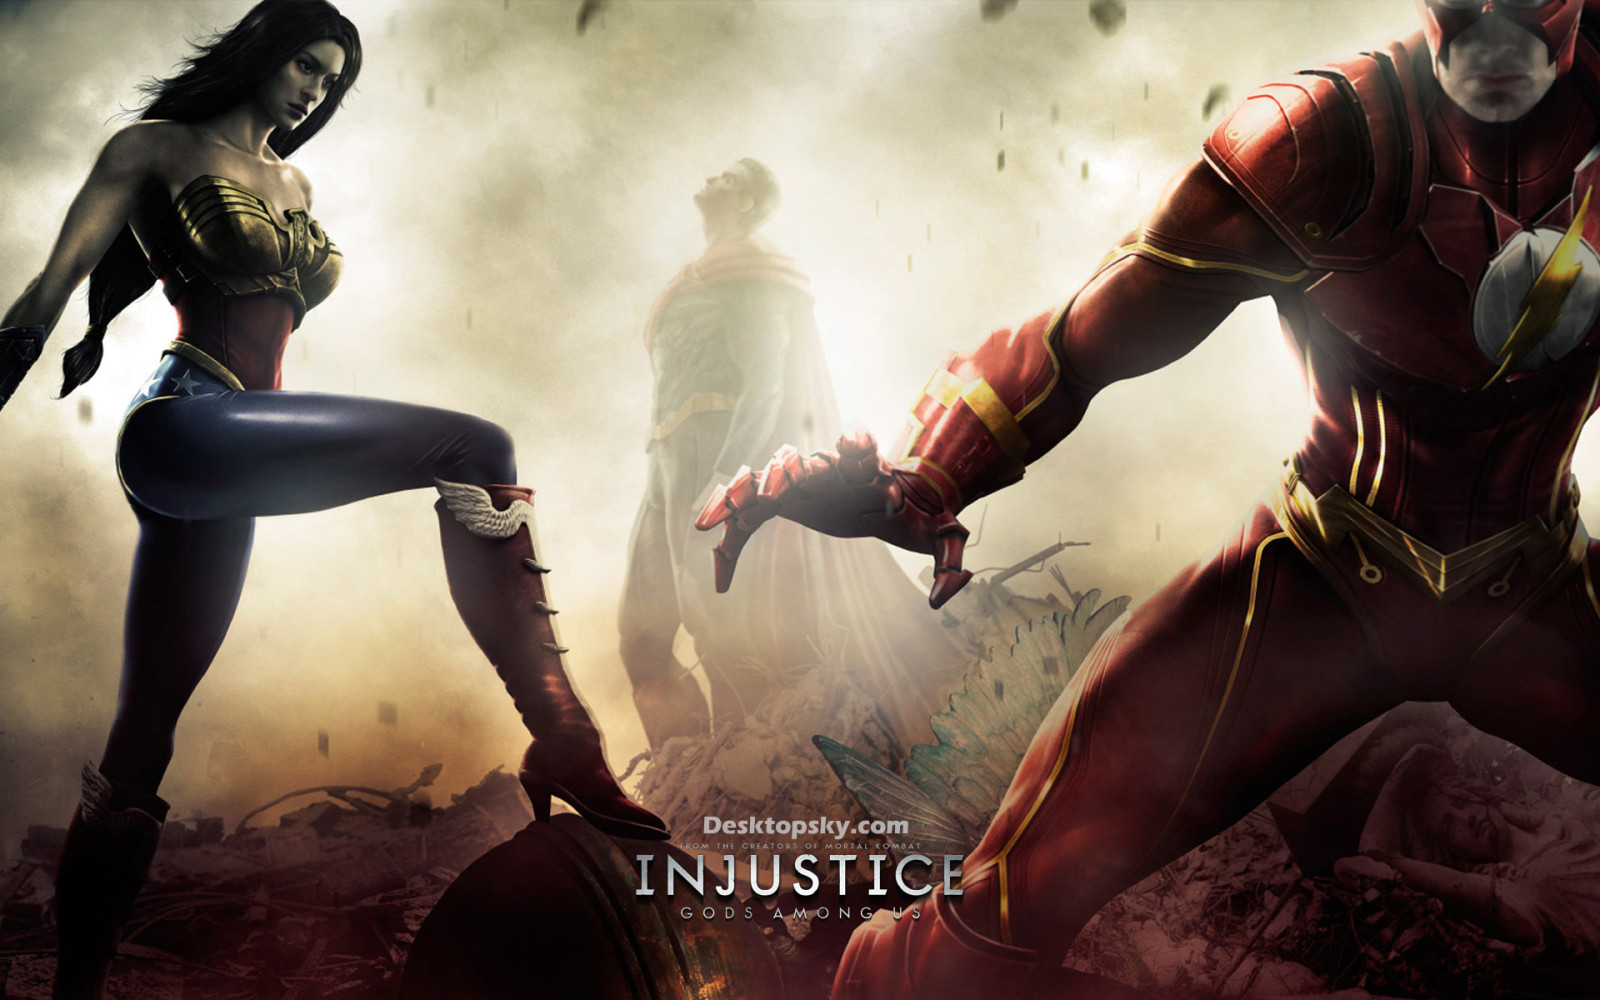 Desktopsky.com
FROM THE CREATORS OF MORTAL KOMBAT
INJUSTICE
GODS AMONG US